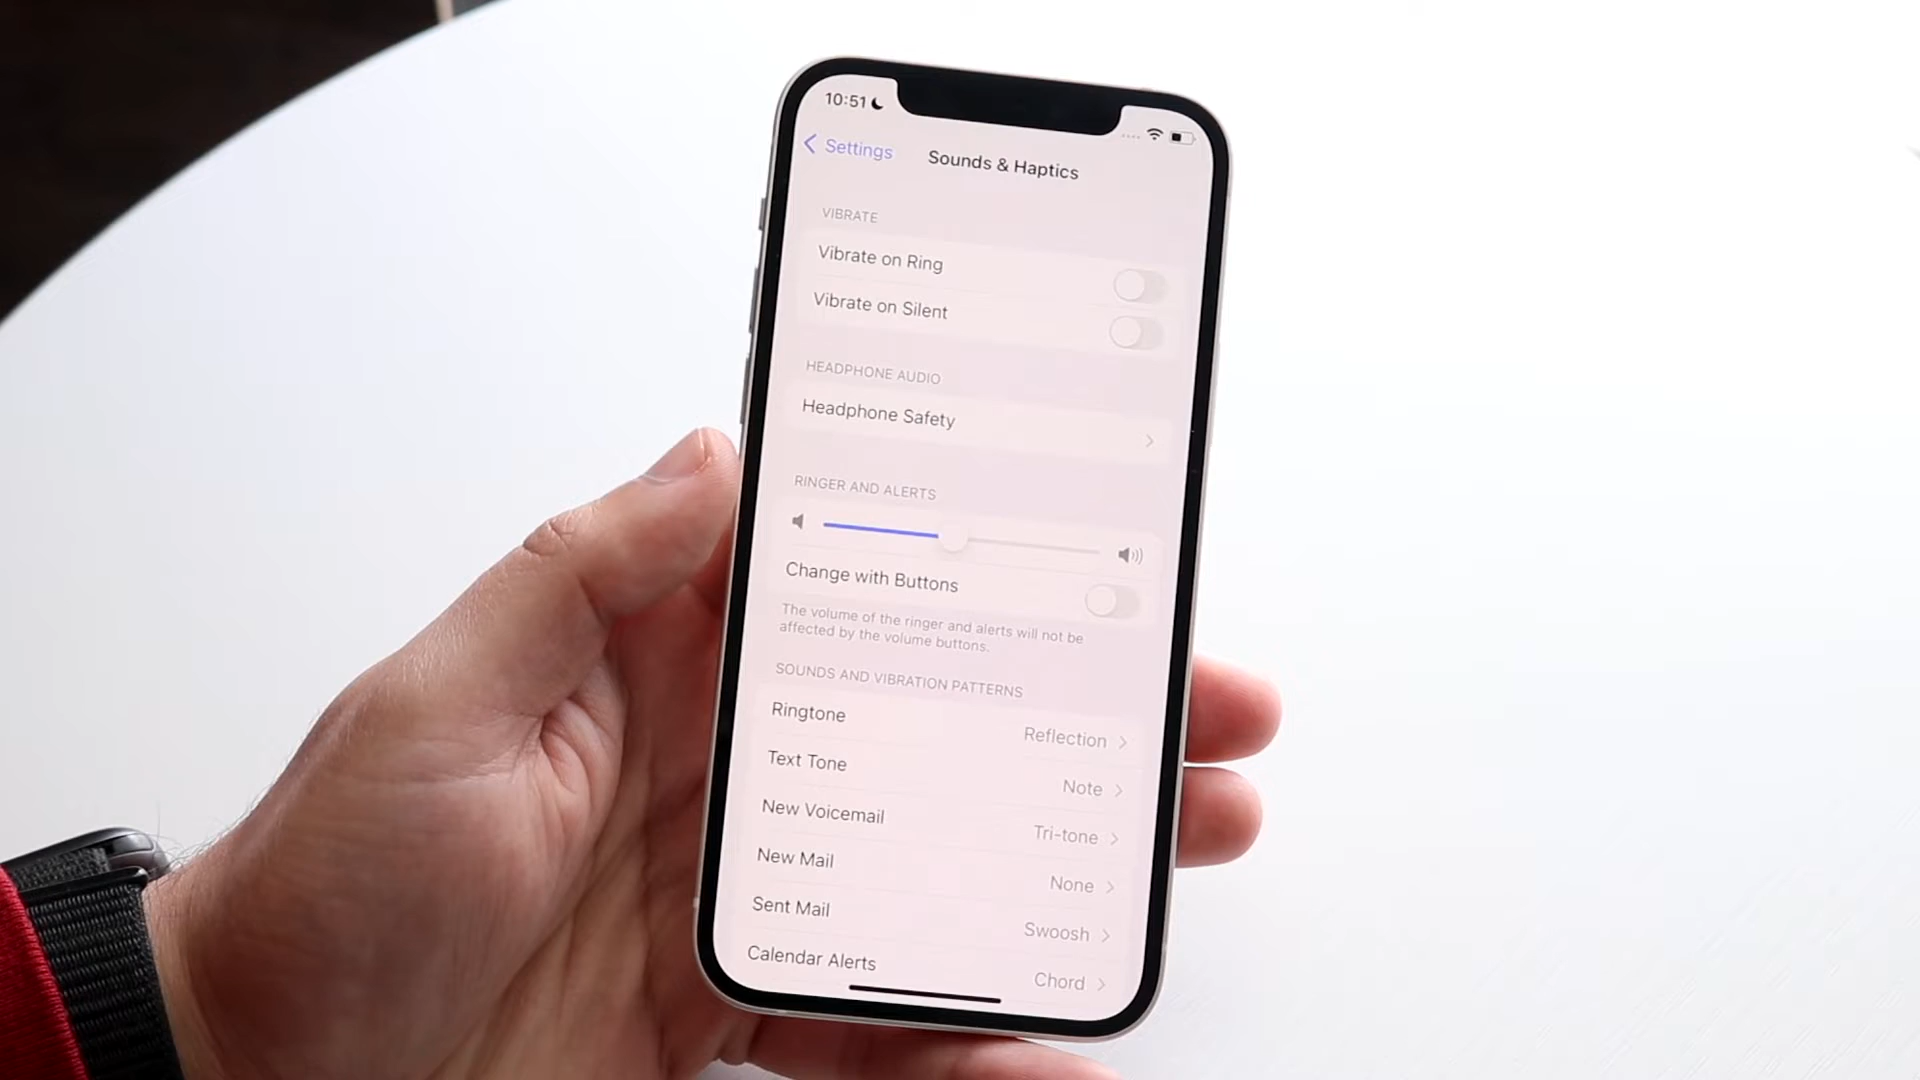 10:51
Settings
Sounds & Haptics
VIBRATE
Vibrate on Ring
Vibrate on Silent
HEADPHONE AUDIO
Headphone Safety
RINGER AND ALERTS
Change with Buttons
The volume of the ringer and alerts will not be
affected by the volume buttons.
SOUNDS AND VIBRATION PATTERNS
Ringtone Reflection
Text Tone Note
New Voicemail Tri-tone
New Mail None
Sent Mail Swoosh
Calendar Alerts Chord